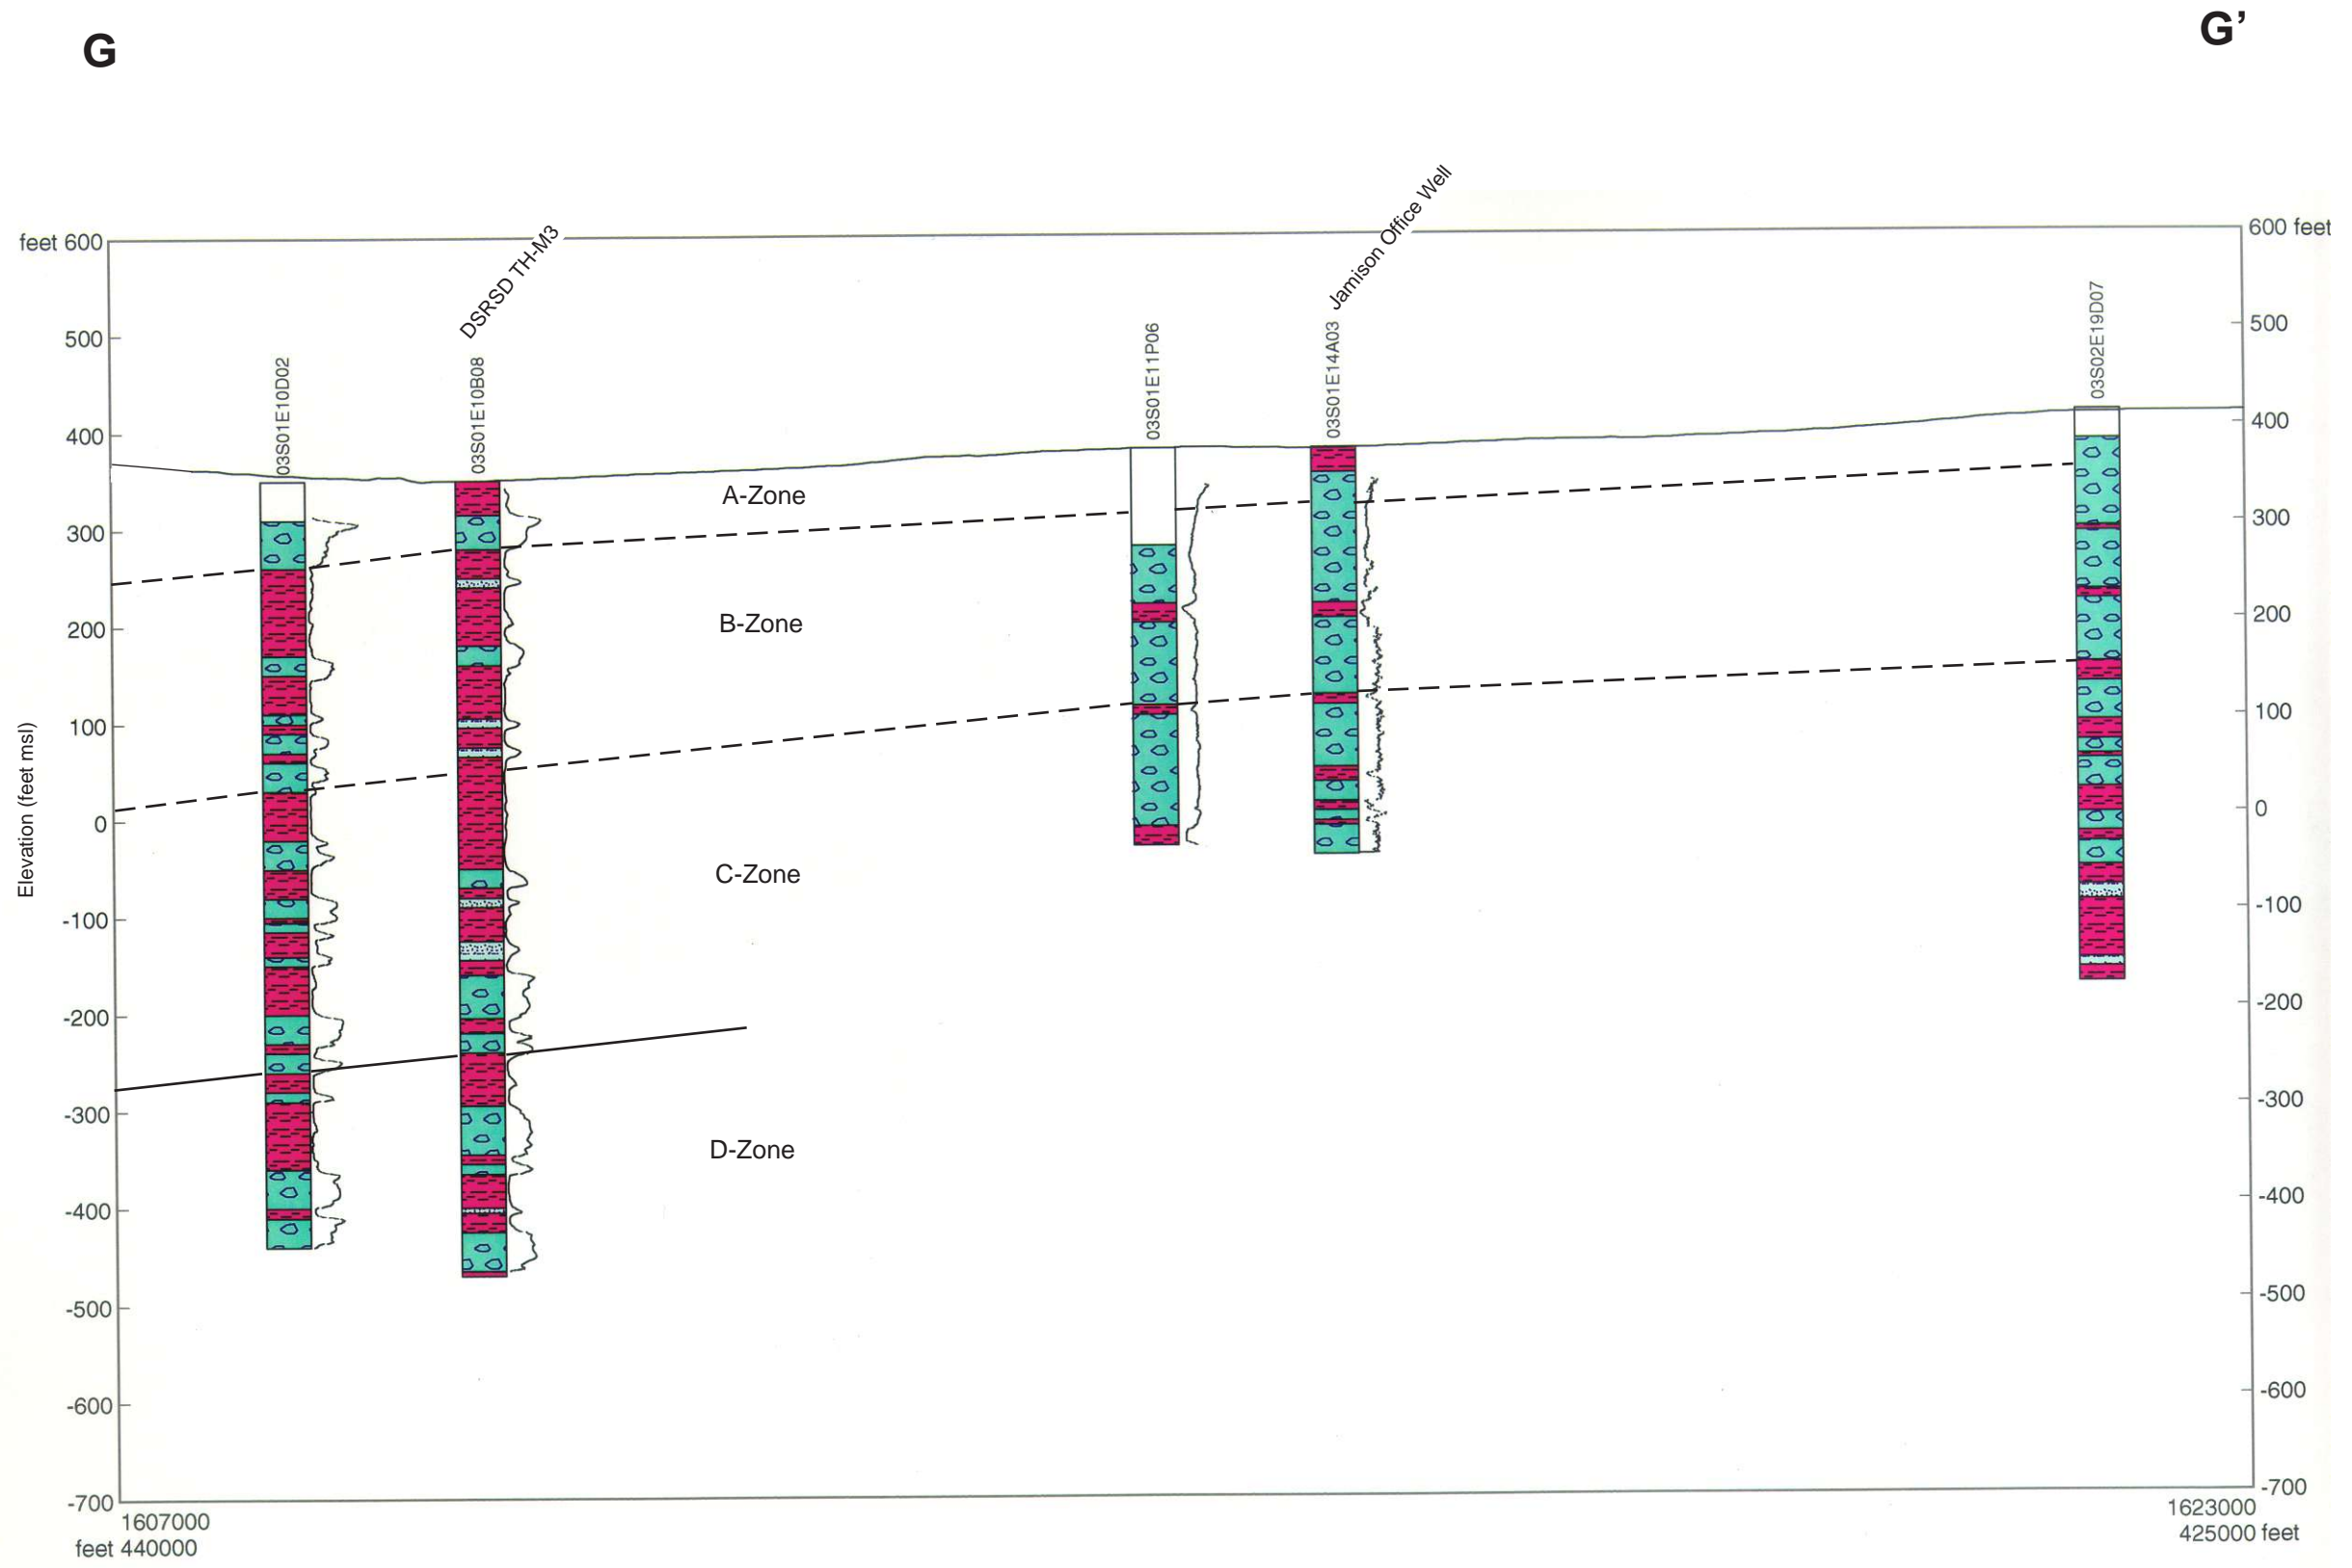 G
G’
feet 600
600 feet
DSRSD TH-M3
Jamison Office Well
03S01E10D02
03S01E10B08
03S01E11P06
03S01E14A03
03S02E19D07
500
500
400
400
A-Zone
300
300
B-Zone
200
200
100
100
Elevation (feet msl)
0
0
C-Zone
-100
-100
-200
-200
-300
-300
D-Zone
-400
-400
-500
-500
-600
-600
-700
-700
1607000
feet 440000
1623000
425000 feet